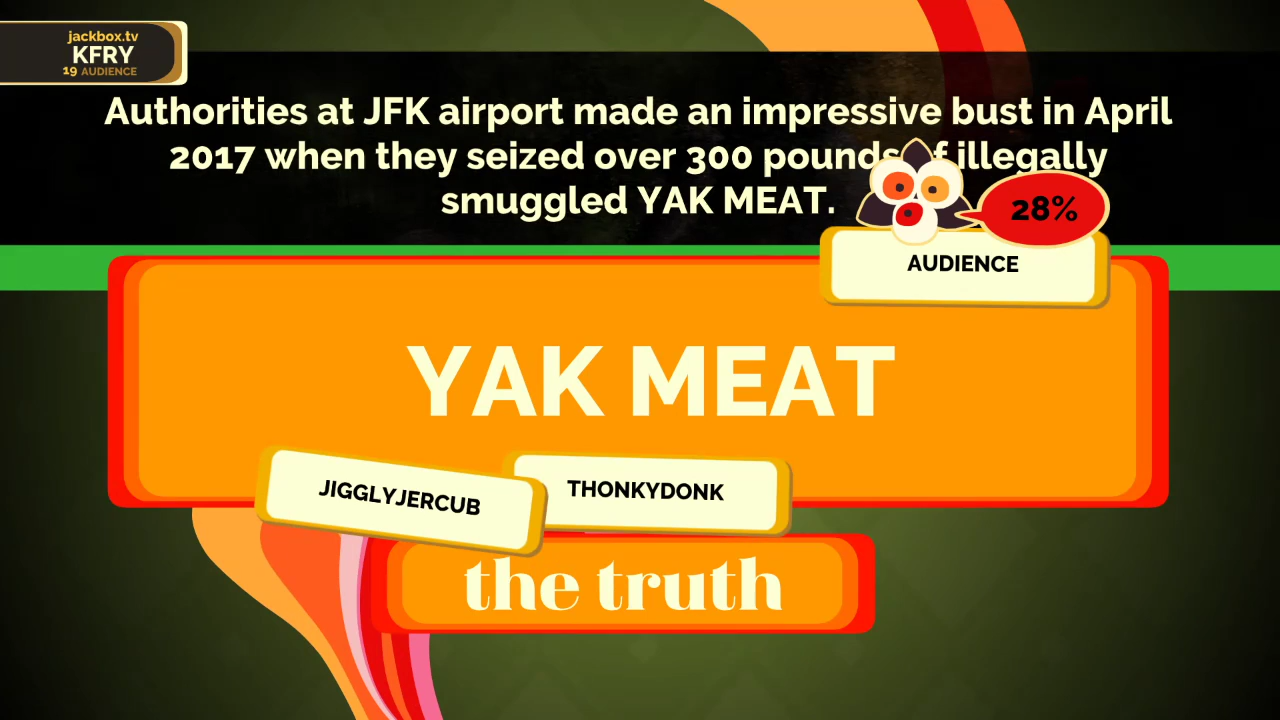 jackbox.tv
KFRY
19 AUDIENCE
Authorities at JFK airport made an impressive bust in April
2017 when they seized over 300 pounds of illegally
smuggled YAK MEAT.
28%
AUDIENCE
YAK MEAT
JIGGLYJERCUB
THONKYDONK
the truth